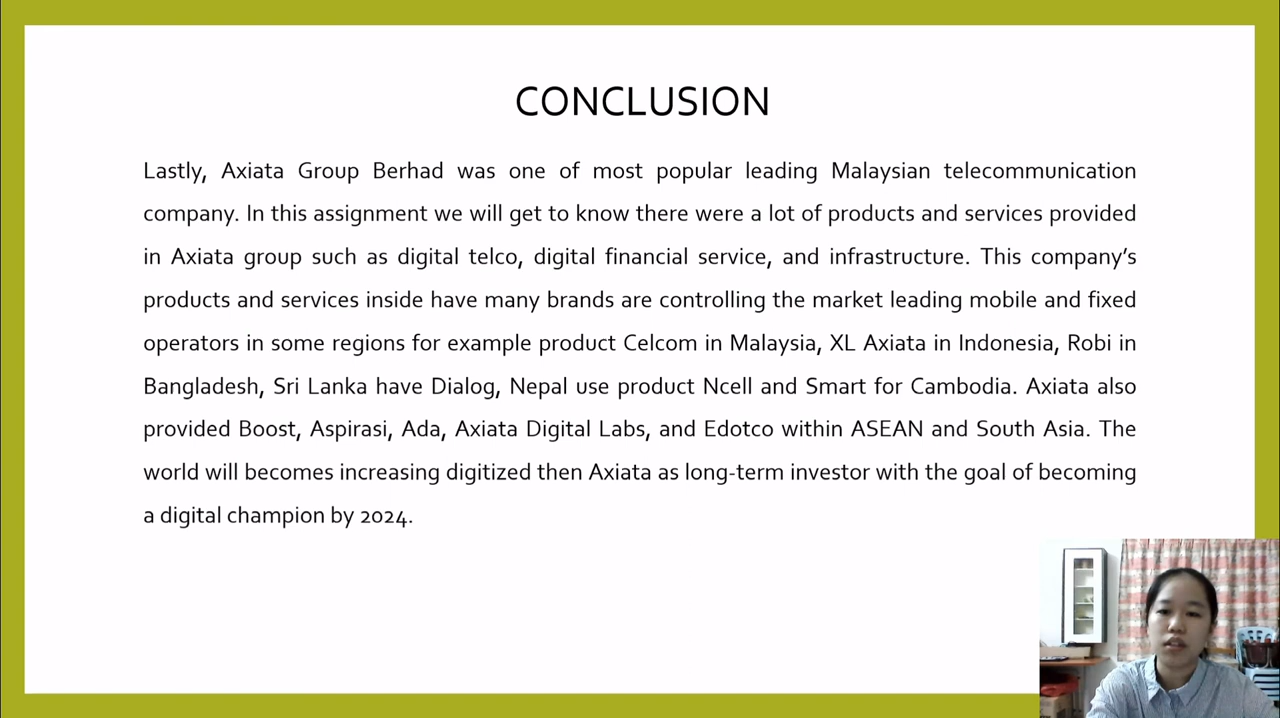 CONCLUSION
Lastly, Axiata Group Berhad was one of most popular leading Malaysian telecommunication
company. In this assignment we will get to know there were a lot of products and services provided
in Axiata group such as digital telco, digital financial service, and infrastructure. This company’s
products and services inside have many brands are controlling the market leading mobile and fixed
operators in some regions for example product Celcom in Malaysia, XL Axiata in Indonesia, Robi in
Bangladesh, Sri Lanka have Dialog, Nepal use product Ncell and Smart for Cambodia. Axiata also
provided Boost, Aspirasi, Ada, Axiata Digital Labs, and Edotco within ASEAN and South Asia. The
world will becomes increasing digitized then Axiata as long-term investor with the goal of becoming
a digital champion by 2024.